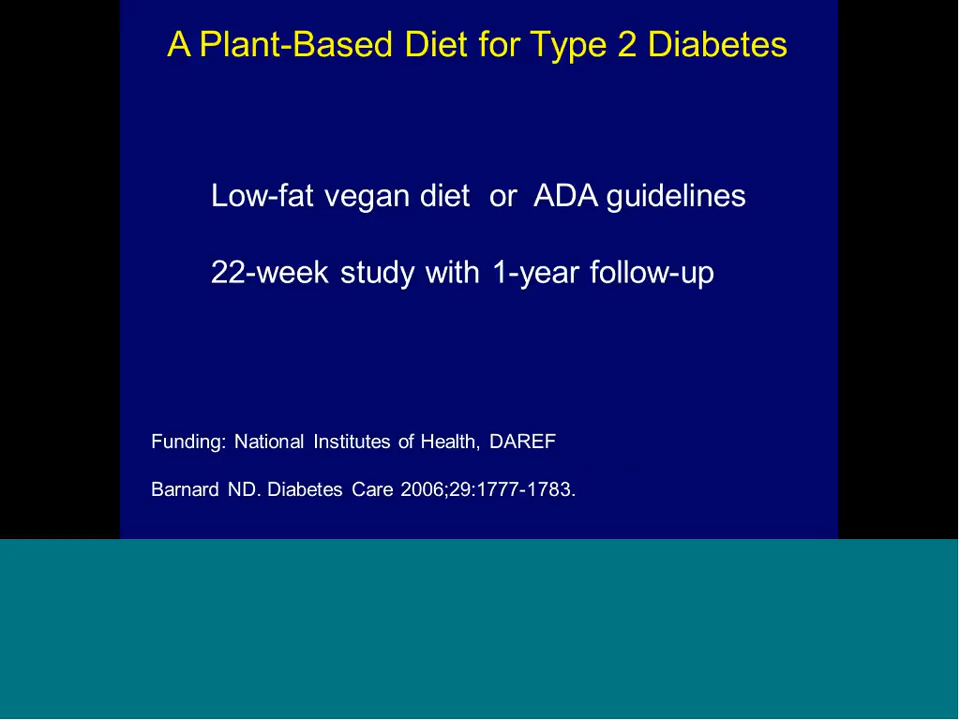 A Plant-Based Diet for Type 2 Diabetes
Low-fat vegan diet or ADA guidelines
22-week study with 1-year follow-up
Funding: National Institutes of Health, DAREF
Barnard ND. Diabetes Care 2006;29:1777-1783.